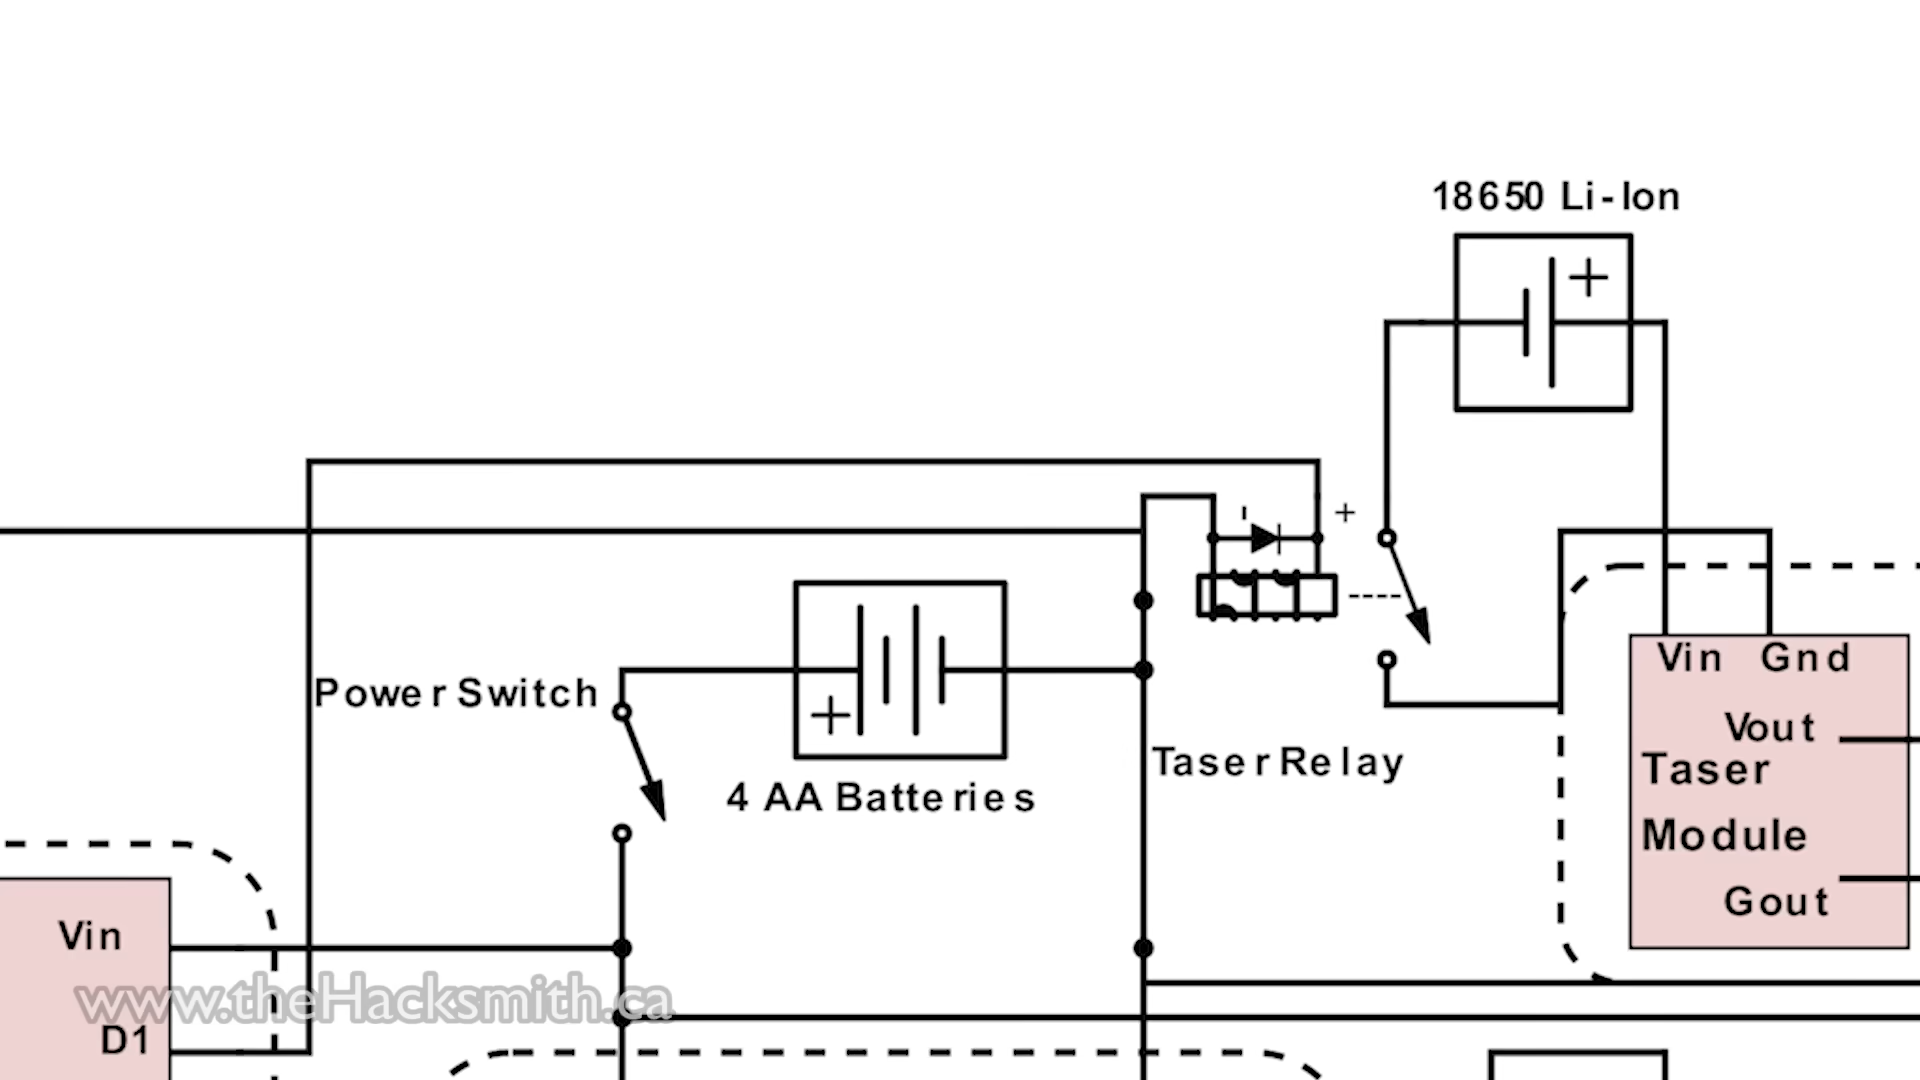 18650 Li-Ion
+
- +
Power Switch
+
4 AA Batteries
Taser Relay
Vin Gnd
Vout
Taser
Module
Gout
Vin
www.theHacksmith.ca
D1